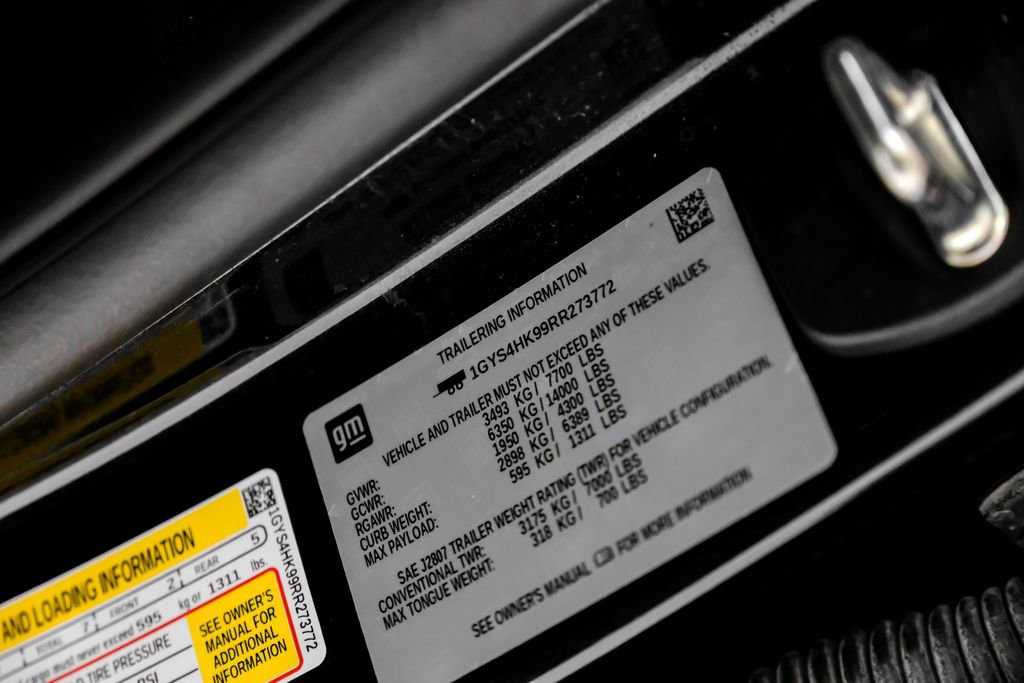 gm
TRAILERING INFORMATION
1GYS4HK99RR273772
VEHICLE AND TRAILER MUST NOT EXCEED ANY OF THESE VALUES.
GVWR: 3493 KG / 7700 LBS
GCWR: 6350 KG / 14000 LBS
RGAWR: 1950 KG / 4300 LBS
CURB WEIGHT: 2898 KG / 6389 LBS
MAX PAYLOAD: 595 KG / 1311 LBS
SAE J2807 TRAILER WEIGHT RATING (TWR) FOR VEHICLE CONFIGURATION.
CONVENTIONAL TWR: 3175 KG / 7000 LBS
MAX TONGUE WEIGHT: 318 KG / 700 LBS
SEE OWNER'S MANUAL FOR MORE INFORMATION
AND LOADING INFORMATION
TOTAL 7 FRONT 2 REAR 5
cargo must never exceed 595 kg or 1311 lbs.
TIRE PRESSURE
PSI
SEE OWNER'S
MANUAL FOR
ADDITIONAL
INFORMATION
1GYS4HK99RR273772